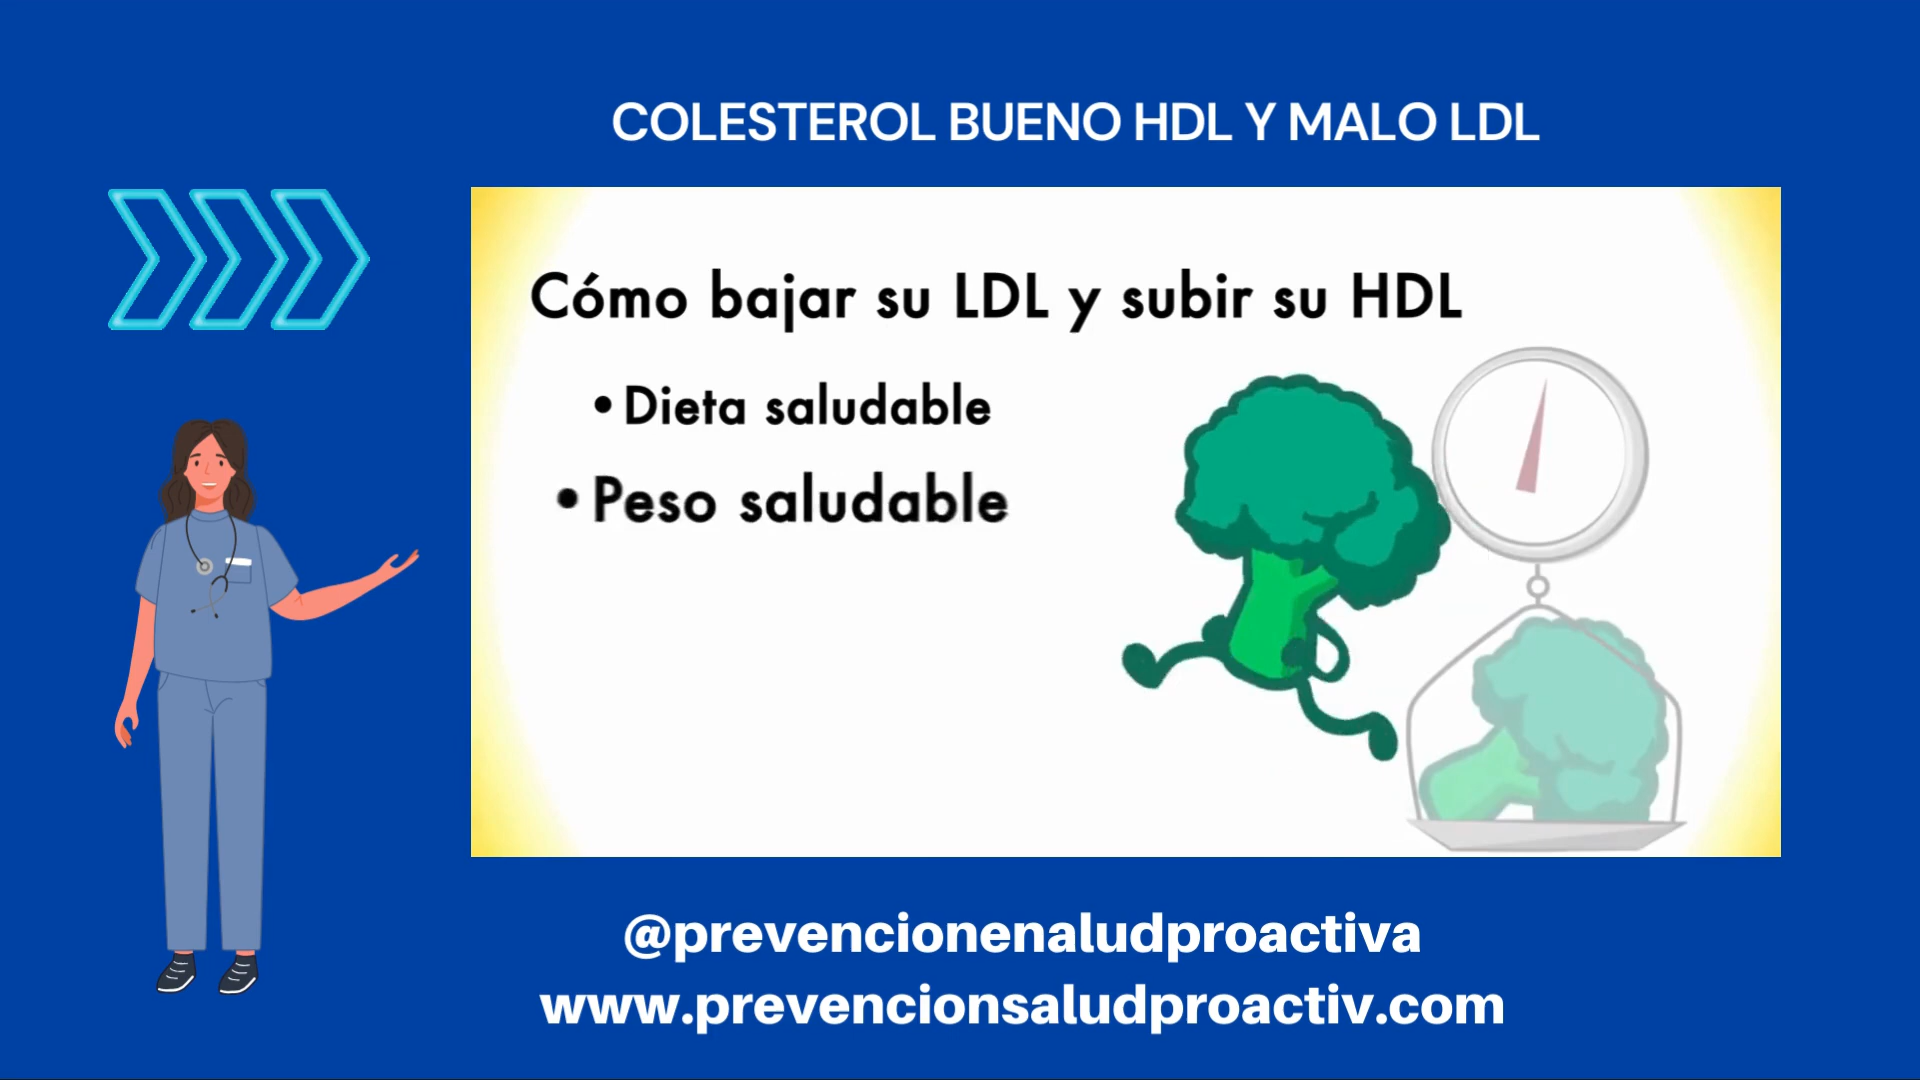 COLESTEROL BUENO HDL Y MALO LDL
Cómo bajar su LDL y subir su HDL
• Dieta saludable
• Peso saludable
@prevencionenaludproactiva
www.prevencionsaludproactiv.com